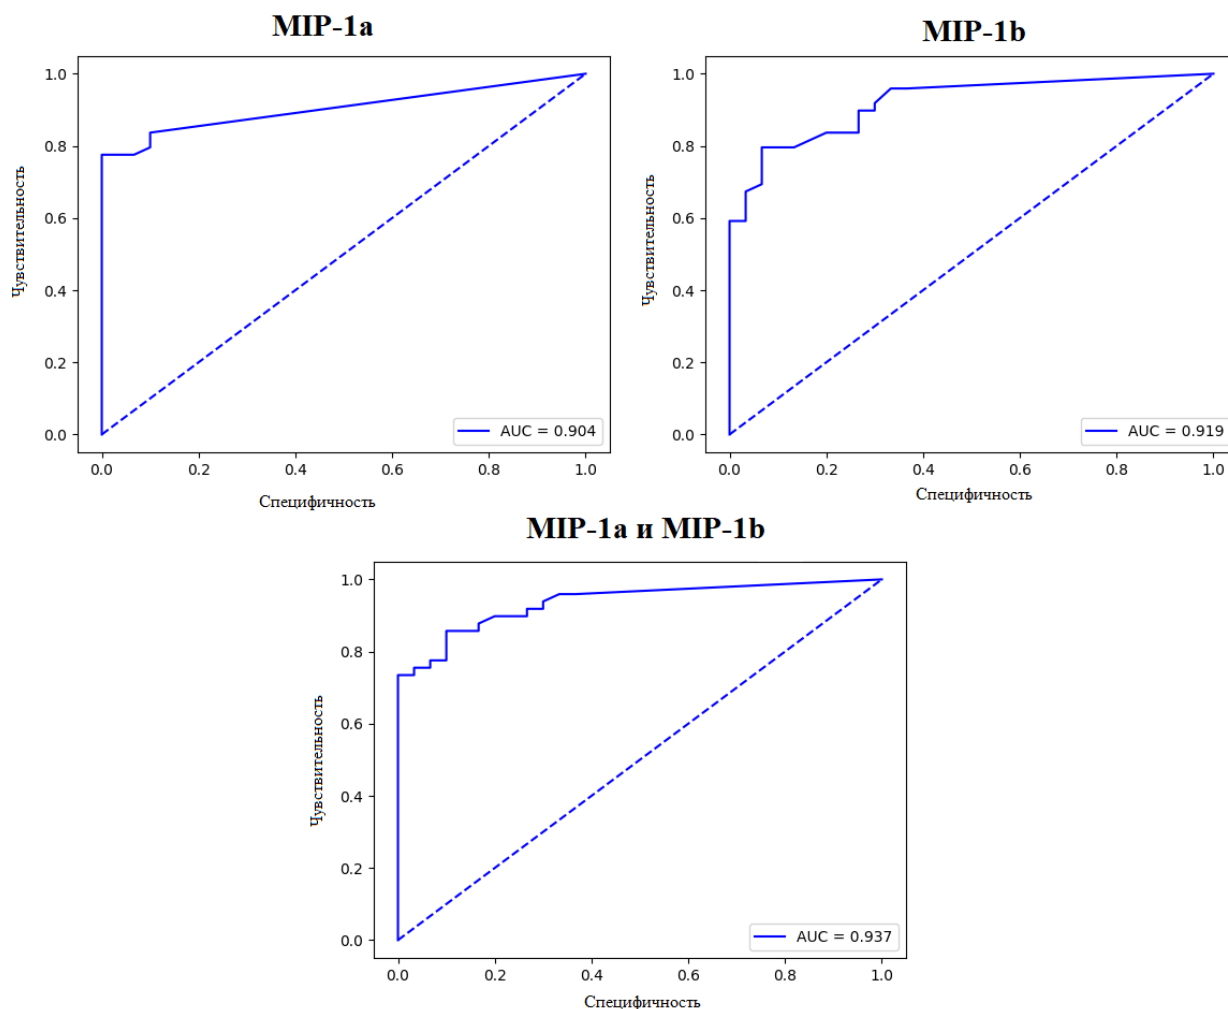 MIP-1a
1.0
0.8
0.6
0.4
0.2
0.0
Чувствительность
AUC = 0.904
0.0 0.2 0.4 0.6 0.8 1.0
Специфичность
MIP-1b
1.0
0.8
0.6
0.4
0.2
0.0
Чувствительность
AUC = 0.919
0.0 0.2 0.4 0.6 0.8 1.0
Специфичность
MIP-1a и MIP-1b
1.0
0.8
0.6
0.4
0.2
0.0
Чувствительность
AUC = 0.937
0.0 0.2 0.4 0.6 0.8 1.0
Специфичность